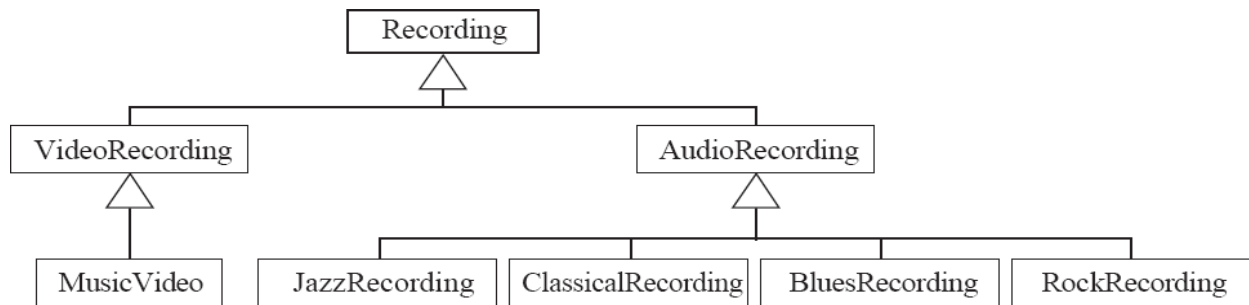 Recording
VideoRecording
AudioRecording
MusicVideo
JazzRecording
ClassicalRecording
BluesRecording
RockRecording